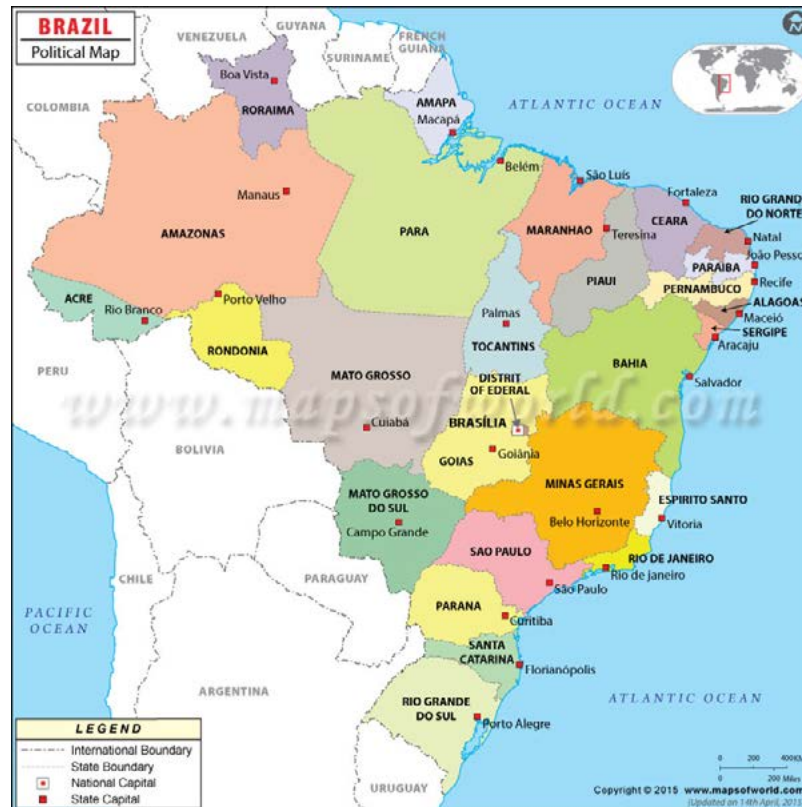 BRAZIL
Political Map
VENEZUELA
GUYANA
SURINAME
FRENCH
GUIANA
COLOMBIA
Boa Vista
RORAIMA
AMAPA
Macapá
ATLANTIC OCEAN
Manaus
AMAZONAS
PARA
Belém
São Luís
MARANHAO
Teresina
Fortaleza
CEARA
RIO GRANDE
DO NORTE
Natal
João Pesso
PARAIBA
Recife
PERNAMBUCO
PIAUI
ALAGOAS
Maceió
SERGIPE
Aracaju
ACRE
Rio Branco
Porto Velho
RONDONIA
Palmas
TOCANTINS
BAHIA
Salvador
MATO GROSSO
Cuiabá
DISTRIT
OF EDERAL
BRASÍLIA
GOIAS
Goiânia
www.mapsofworld.com
PERU
BOLIVIA
MINAS GERAIS
Belo Horizonte
ESPIRITO SANTO
Vitoria
MATO GROSSO
DO SUL
Campo Grande
SAO PAULO
São Paulo
RIO DE JANEIRO
Rio de janeiro
CHILE
PARAGUAY
PARANA
Curitiba
PACIFIC
OCEAN
SANTA
CATARINA
Florianópolis
ARGENTINA
RIO GRANDE
DO SUL
Porto Alegre
ATLANTIC OCEAN
URUGUAY
LEGEND
International Boundary
State Boundary
National Capital
State Capital
0 200 400 KM
0 200 Miles
Copyright © 2015 www.mapsofworld.com
(Updated on 14th April, 201